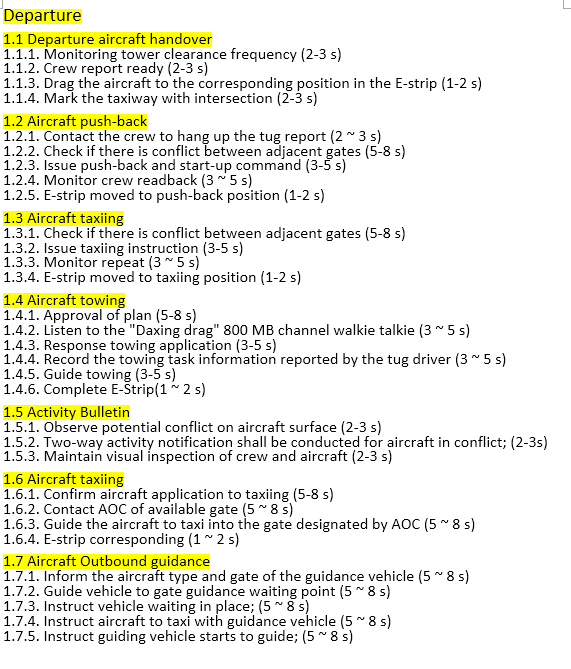 Departure
1.1 Departure aircraft handover
1.1.1. Monitoring tower clearance frequency (2-3 s)
1.1.2. Crew report ready (2-3 s)
1.1.3. Drag the aircraft to the corresponding position in the E-strip (1-2 s)
1.1.4. Mark the taxiway with intersection (2-3 s)
1.2 Aircraft push-back
1.2.1. Contact the crew to hang up the tug report (2 ~ 3 s)
1.2.2. Check if there is conflict between adjacent gates (5-8 s)
1.2.3. Issue push-back and start-up command (3-5 s)
1.2.4. Monitor crew readback (3 ~ 5 s)
1.2.5. E-strip moved to push-back position (1-2 s)
1.3 Aircraft taxiing
1.3.1. Check if there is conflict between adjacent gates (5-8 s)
1.3.2. Issue taxiing instruction (3-5 s)
1.3.3. Monitor repeat (3 ~ 5 s)
1.3.4. E-strip moved to taxiing position (1-2 s)
1.4 Aircraft towing
1.4.1. Approval of plan (5-8 s)
1.4.2. Listen to the "Daxing drag" 800 MB channel walkie talkie (3 ~ 5 s)
1.4.3. Response towing application (3-5 s)
1.4.4. Record the towing task information reported by the tug driver (3 ~ 5 s)
1.4.5. Guide towing (3-5 s)
1.4.6. Complete E-Strip(1 ~ 2 s)
1.5 Activity Bulletin
1.5.1. Observe potential conflict on aircraft surface (2-3 s)
1.5.2. Two-way activity notification shall be conducted for aircraft in conflict; (2-3s)
1.5.3. Maintain visual inspection of crew and aircraft (2-3 s)
1.6 Aircraft taxiing
1.6.1. Confirm aircraft application to taxiing (5-8 s)
1.6.2. Contact AOC of available gate (5 ~ 8 s)
1.6.3. Guide the aircraft to taxi into the gate designated by AOC (5 ~ 8 s)
1.6.4. E-strip corresponding (1 ~ 2 s)
1.7 Aircraft Outbound guidance
1.7.1. Inform the aircraft type and gate of the guidance vehicle (5 ~ 8 s)
1.7.2. Guide vehicle to gate guidance waiting point (5 ~ 8 s)
1.7.3. Instruct vehicle waiting in place; (5 ~ 8 s)
1.7.4. Instruct aircraft to taxi with guidance vehicle (5 ~ 8 s)
1.7.5. Instruct guiding vehicle starts to guide; (5 ~ 8 s)